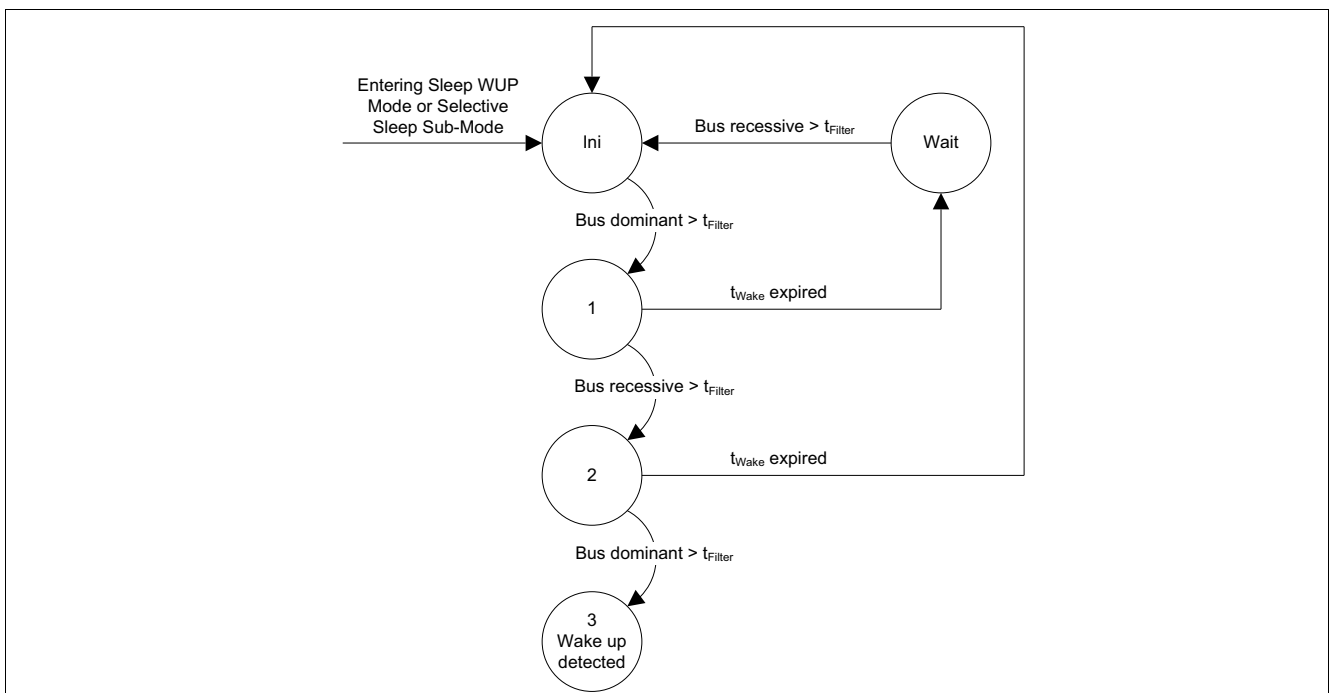 Entering Sleep WUP
Mode or Selective
Sleep Sub-Mode
Ini
Bus recessive > tFilter
Wait
Bus dominant > tFilter
1
tWake expired
Bus recessive > tFilter
2
tWake expired
Bus dominant > tFilter
3
Wake up
detected